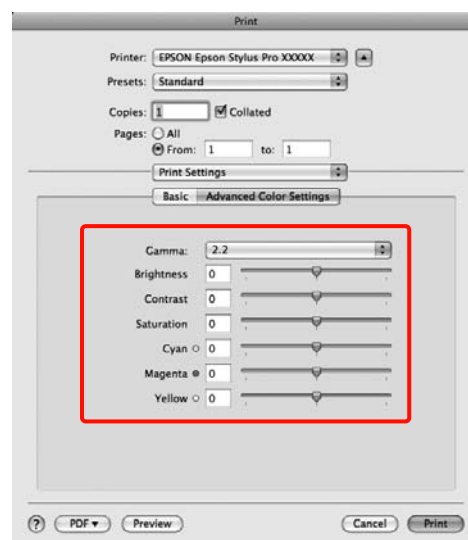 Print
Printer: EPSON Epson Stylus Pro XXXXX
Presets: Standard
Copies: 1 Collated
Pages: All
From: 1 to: 1
Print Settings
Basic Advanced Color Settings
Gamma: 2.2
Brightness 0
Contrast 0
Saturation 0
Cyan 0
Magenta 0
Yellow 0
? PDF Preview Cancel Print